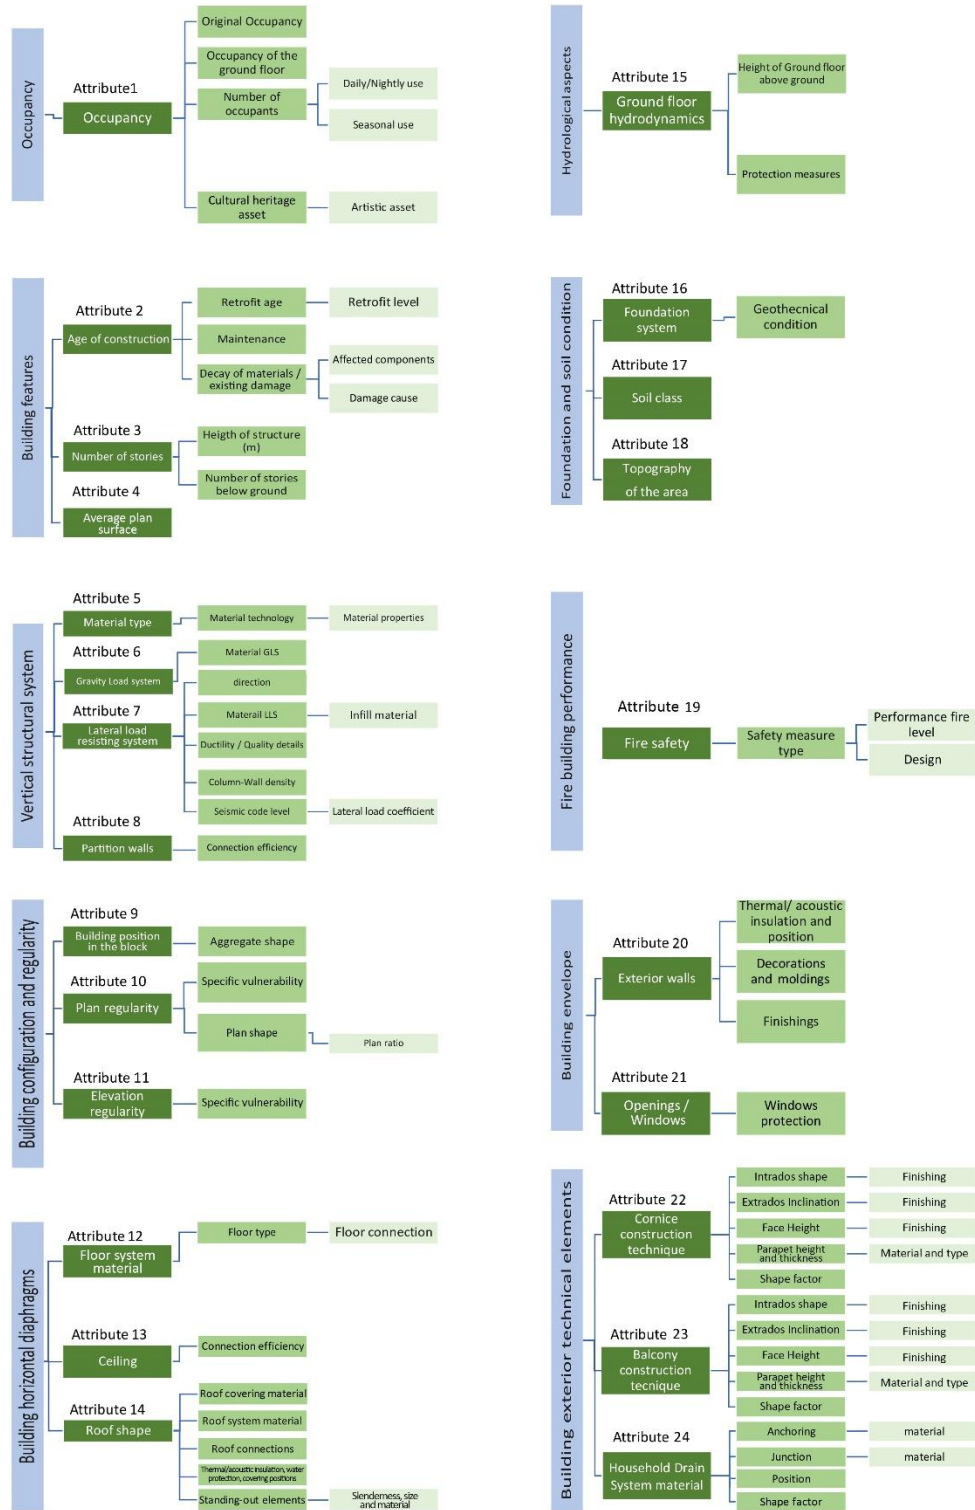 Occupancy
Attribute1
Occupancy
Original Occupancy
Occupancy of the
ground floor
Number of
occupants
Daily/Nightly use
Seasonal use
Cultural heritage
asset
Artistic asset
Building features
Attribute 2
Age of construction
Retrofit age
Retrofit level
Maintenance
Decay of materials /
existing damage
Affected components
Damage cause
Attribute 3
Number of stories
Heigth of structure
(m)
Number of stories
below ground
Attribute 4
Average plan
surface
Vertical structural system
Attribute 5
Material type
Material technology
Material properties
Attribute 6
Gravity Load system
Material GLS
Attribute 7
Lateral load
resisting system
direction
Materail LLS
Infill material
Ductility / Quality details
Column-Wall density
Seismic code level
Lateral load coefficient
Attribute 8
Partition walls
Connection efficiency
Building configuration and regularity
Attribute 9
Building position
in the block
Aggregate shape
Attribute 10
Plan regularity
Specific vulnerability
Plan shape
Plan ratio
Attribute 11
Elevation
regularity
Specific vulnerability
Building horizontal diaphragms
Attribute 12
Floor system
material
Floor type
Floor connection
Attribute 13
Ceiling
Connection efficiency
Attribute 14
Roof shape
Roof covering material
Roof system material
Roof connections
Thermal/acoustic insulation, water
protection, covering positions
Standing-out elements
Slenderness, size
and material
Hydrological aspects
Attribute 15
Ground floor
hydrodynamics
Height of Ground floor
above ground
Protection measures
Foundation and soil condition
Attribute 16
Foundation
system
Geothecnical
condition
Attribute 17
Soil class
Attribute 18
Topography
of the area
Fire building performance
Attribute 19
Fire safety
Safety measure
type
Performance fire
level
Design
Building envelope
Attribute 20
Exterior walls
Thermal/ acoustic
insulation and
position
Decorations
and moldings
Finishings
Attribute 21
Openings /
Windows
Windows
protection
Building exterior technical elements
Attribute 22
Cornice
construction
technique
Intrados shape
Finishing
Extrados Inclination
Finishing
Face Height
Finishing
Parapet height
and thickness
Material and type
Shape factor
Attribute 23
Balcony
construction
tecnique
Intrados shape
Finishing
Extrados Inclination
Finishing
Face Height
Finishing
Parapet height
and thickness
Material and type
Shape factor
Attribute 24
Household Drain
System material
Anchoring
material
Junction
material
Position
Shape factor